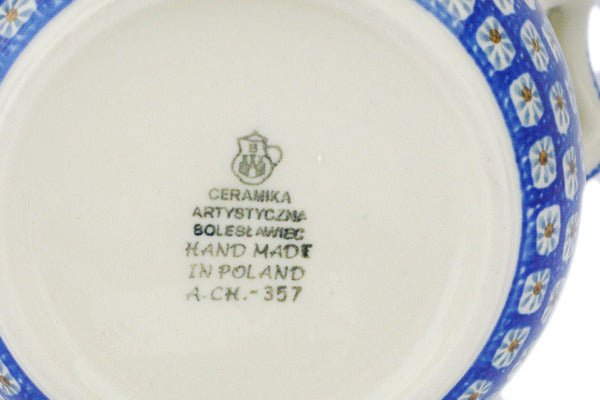 CERAMIKA
ARTYSTYCZNA
BOLESŁAWIEC
HAND MADE
IN POLAND
A.CH.-357